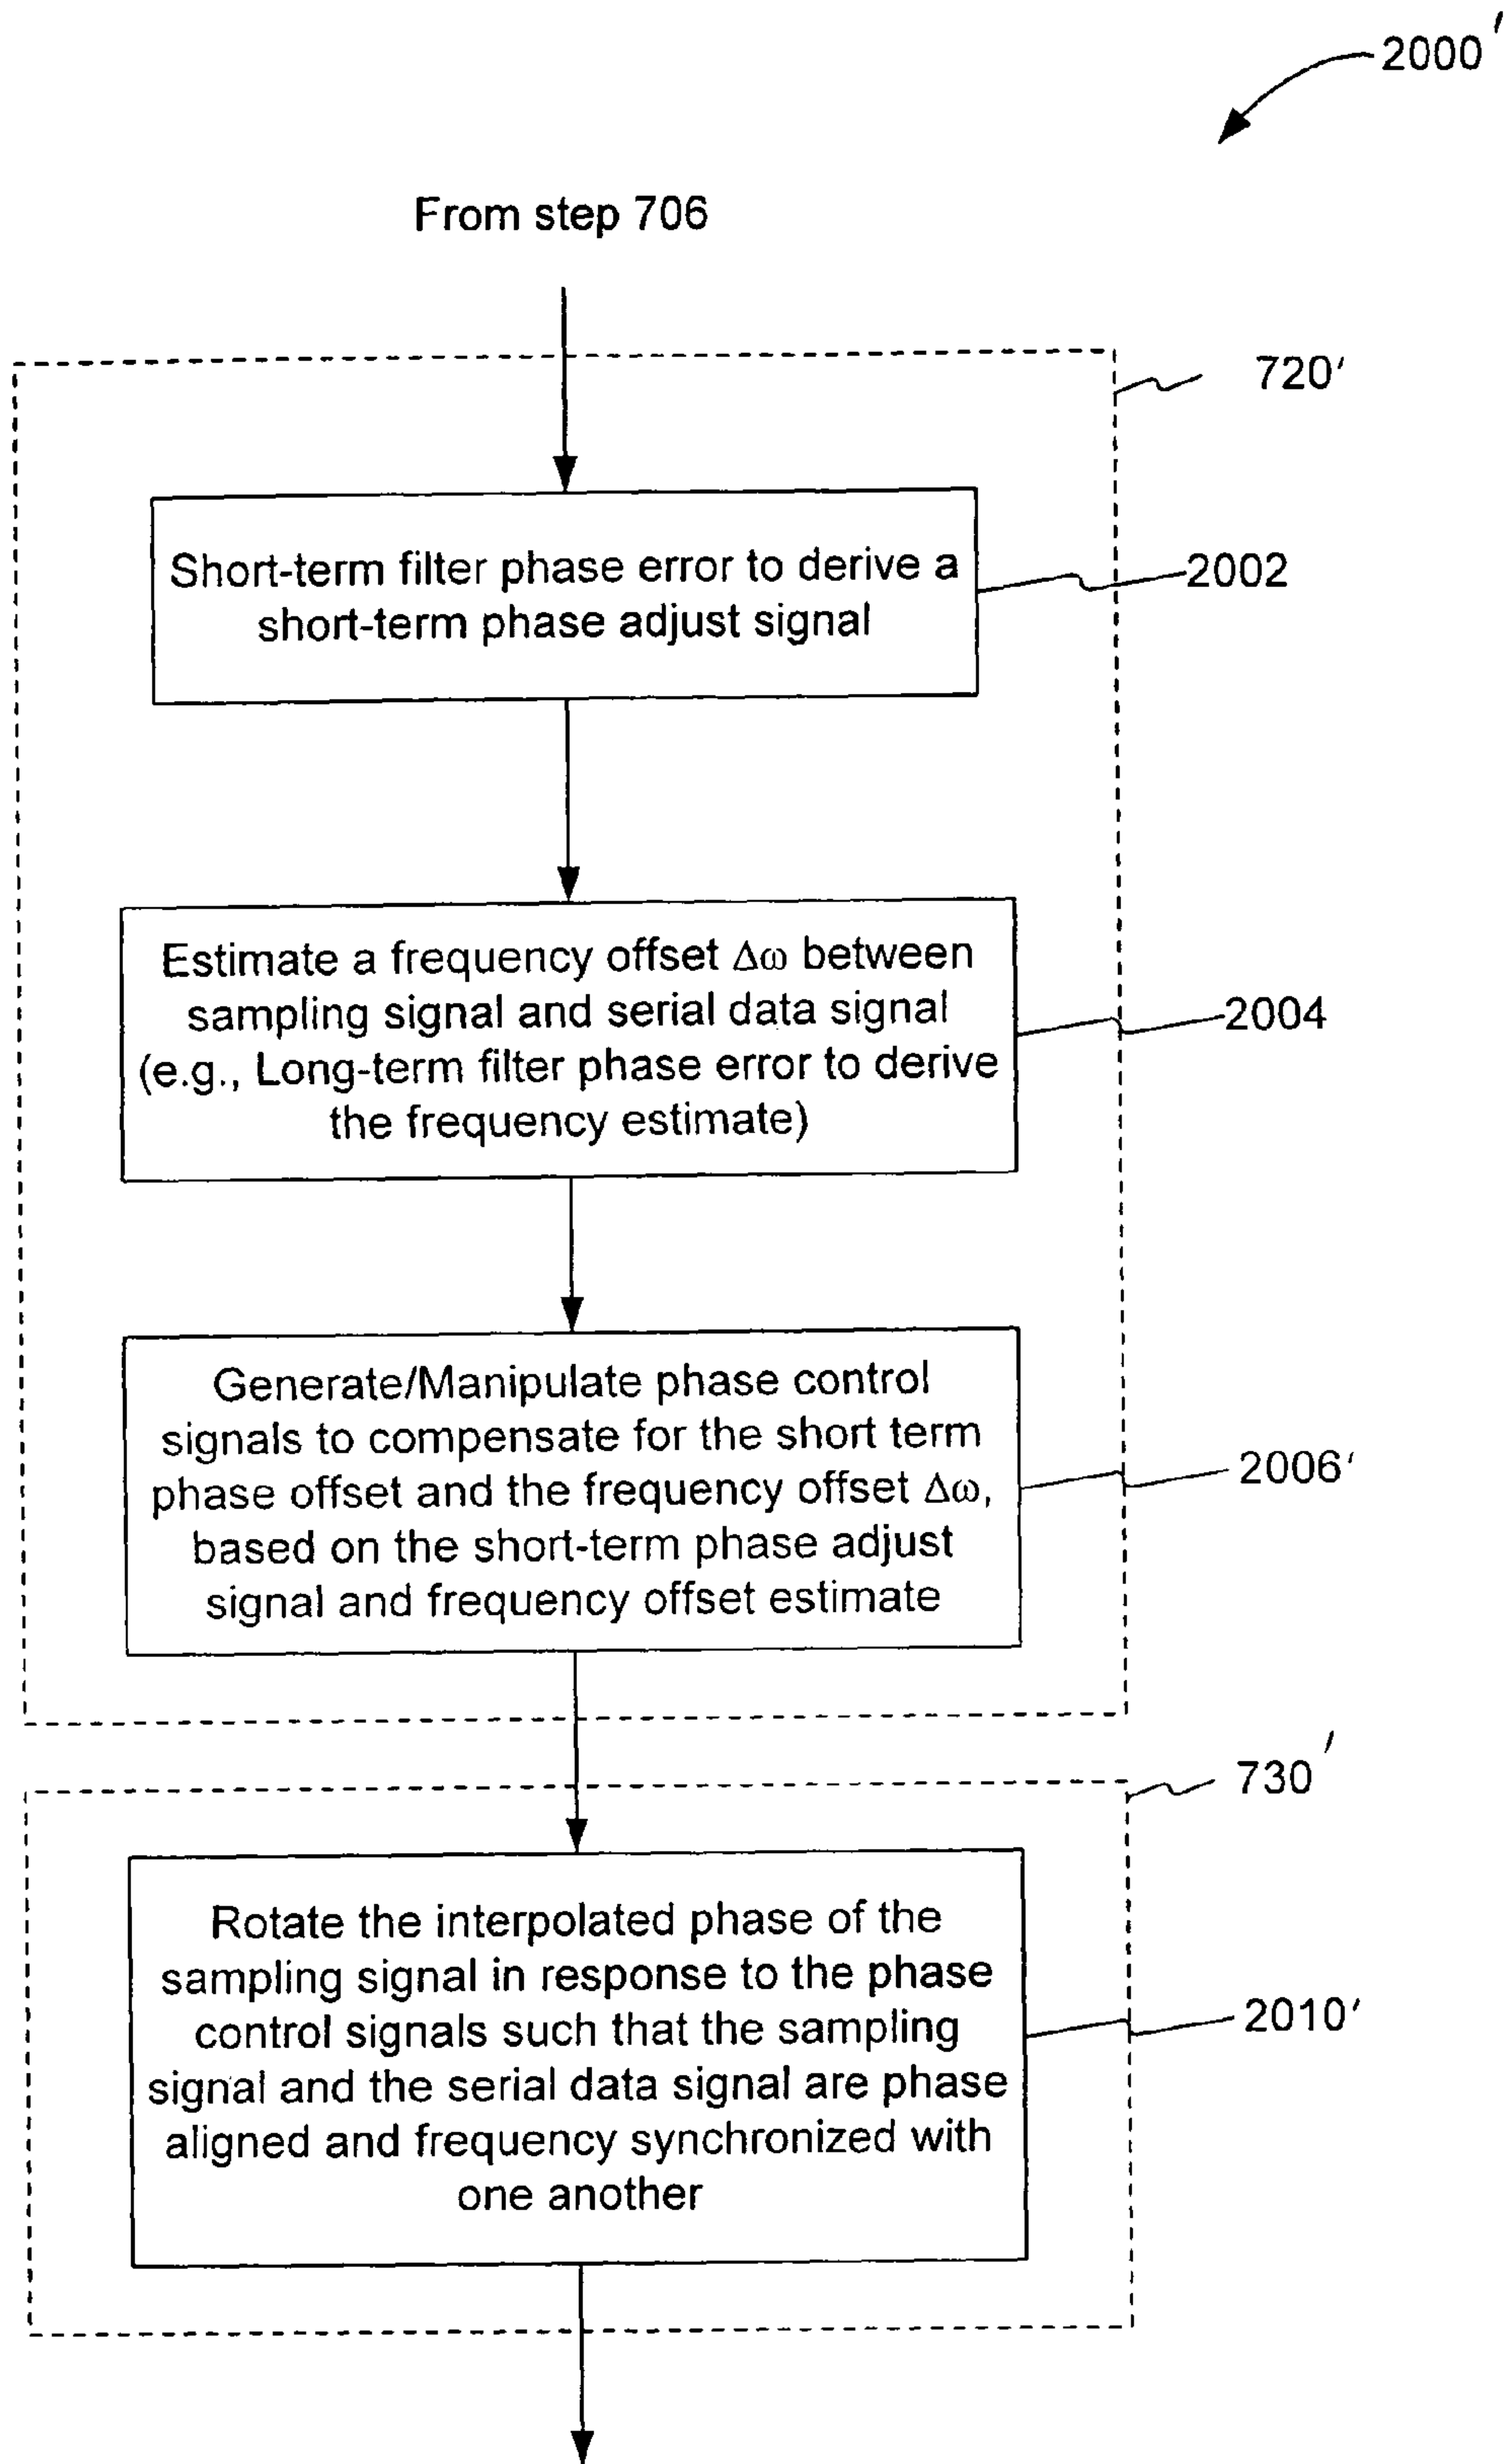 2000′
From step 706
720′
Short-term filter phase error to derive a
short-term phase adjust signal
2002
Estimate a frequency offset Δω between
sampling signal and serial data signal
(e.g., Long-term filter phase error to derive
the frequency estimate)
2004
Generate/Manipulate phase control
signals to compensate for the short term
phase offset and the frequency offset Δω,
based on the short-term phase adjust
signal and frequency offset estimate
2006′
730′
Rotate the interpolated phase of the
sampling signal in response to the phase
control signals such that the sampling
signal and the serial data signal are phase
aligned and frequency synchronized with
one another
2010′